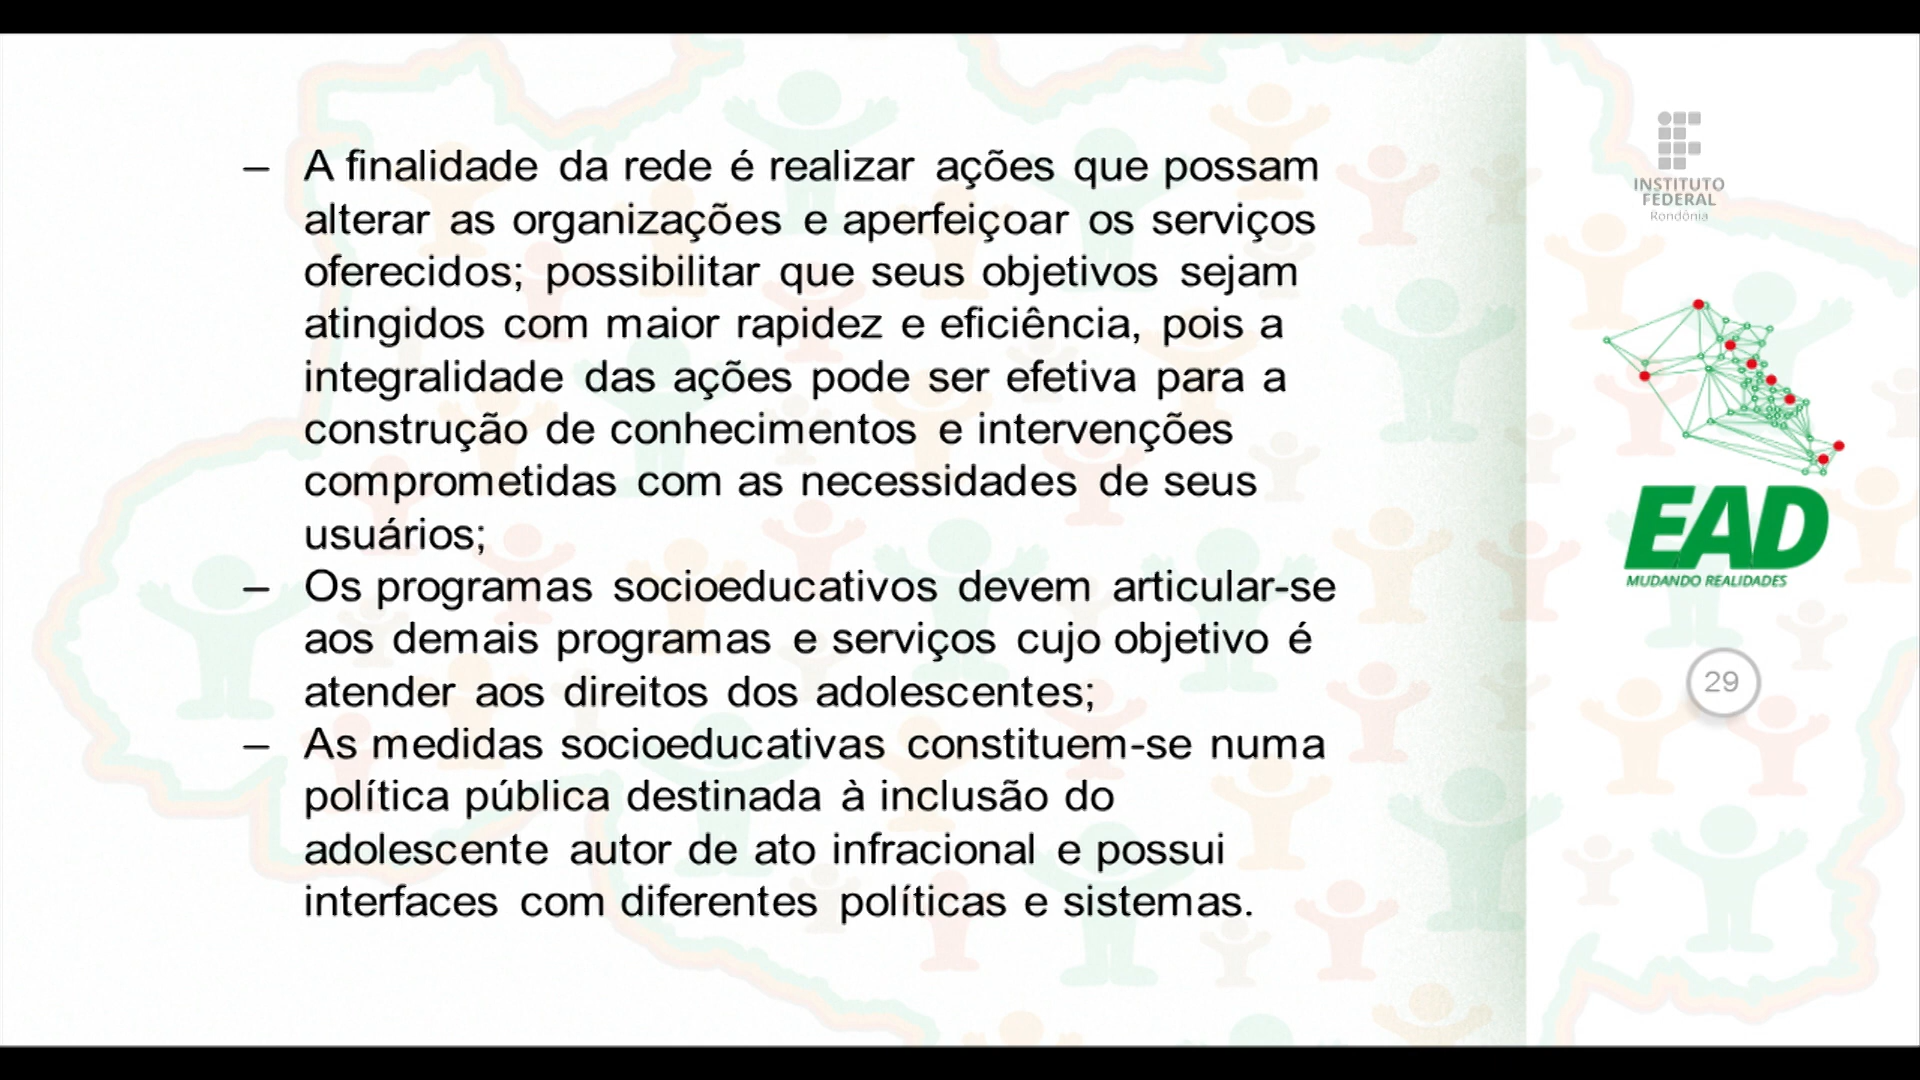 – A finalidade da rede é realizar ações que possam
alterar as organizações e aperfeiçoar os serviços
oferecidos; possibilitar que seus objetivos sejam
atingidos com maior rapidez e eficiência, pois a
integralidade das ações pode ser efetiva para a
construção de conhecimentos e intervenções
comprometidas com as necessidades de seus
usuários;
– Os programas socioeducativos devem articular-se
aos demais programas e serviços cujo objetivo é
atender aos direitos dos adolescentes;
– As medidas socioeducativas constituem-se numa
política pública destinada à inclusão do
adolescente autor de ato infracional e possui
interfaces com diferentes políticas e sistemas.
INSTITUTO
FEDERAL
Rondônia
EAD
MUDANDO REALIDADES
29